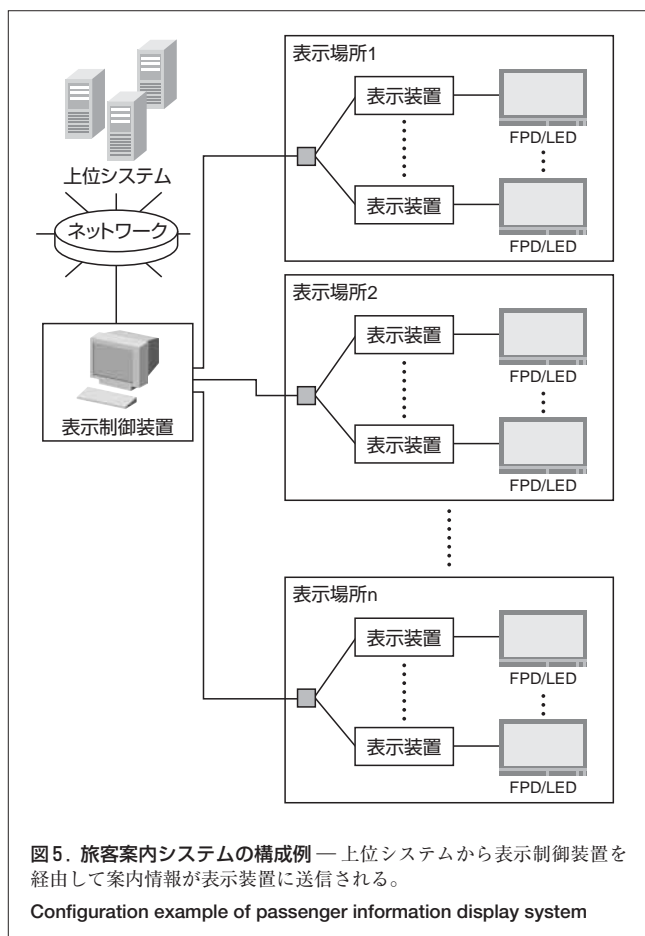 表示場所1
表示装置
FPD/LED
表示装置
FPD/LED
上位システム
ネットワーク
表示制御装置
表示場所2
表示装置
FPD/LED
表示装置
FPD/LED
表示場所n
表示装置
FPD/LED
表示装置
FPD/LED
図5．旅客案内システムの構成例 — 上位システムから表示制御装置を
経由して案内情報が表示装置に送信される。
Configuration example of passenger information display system